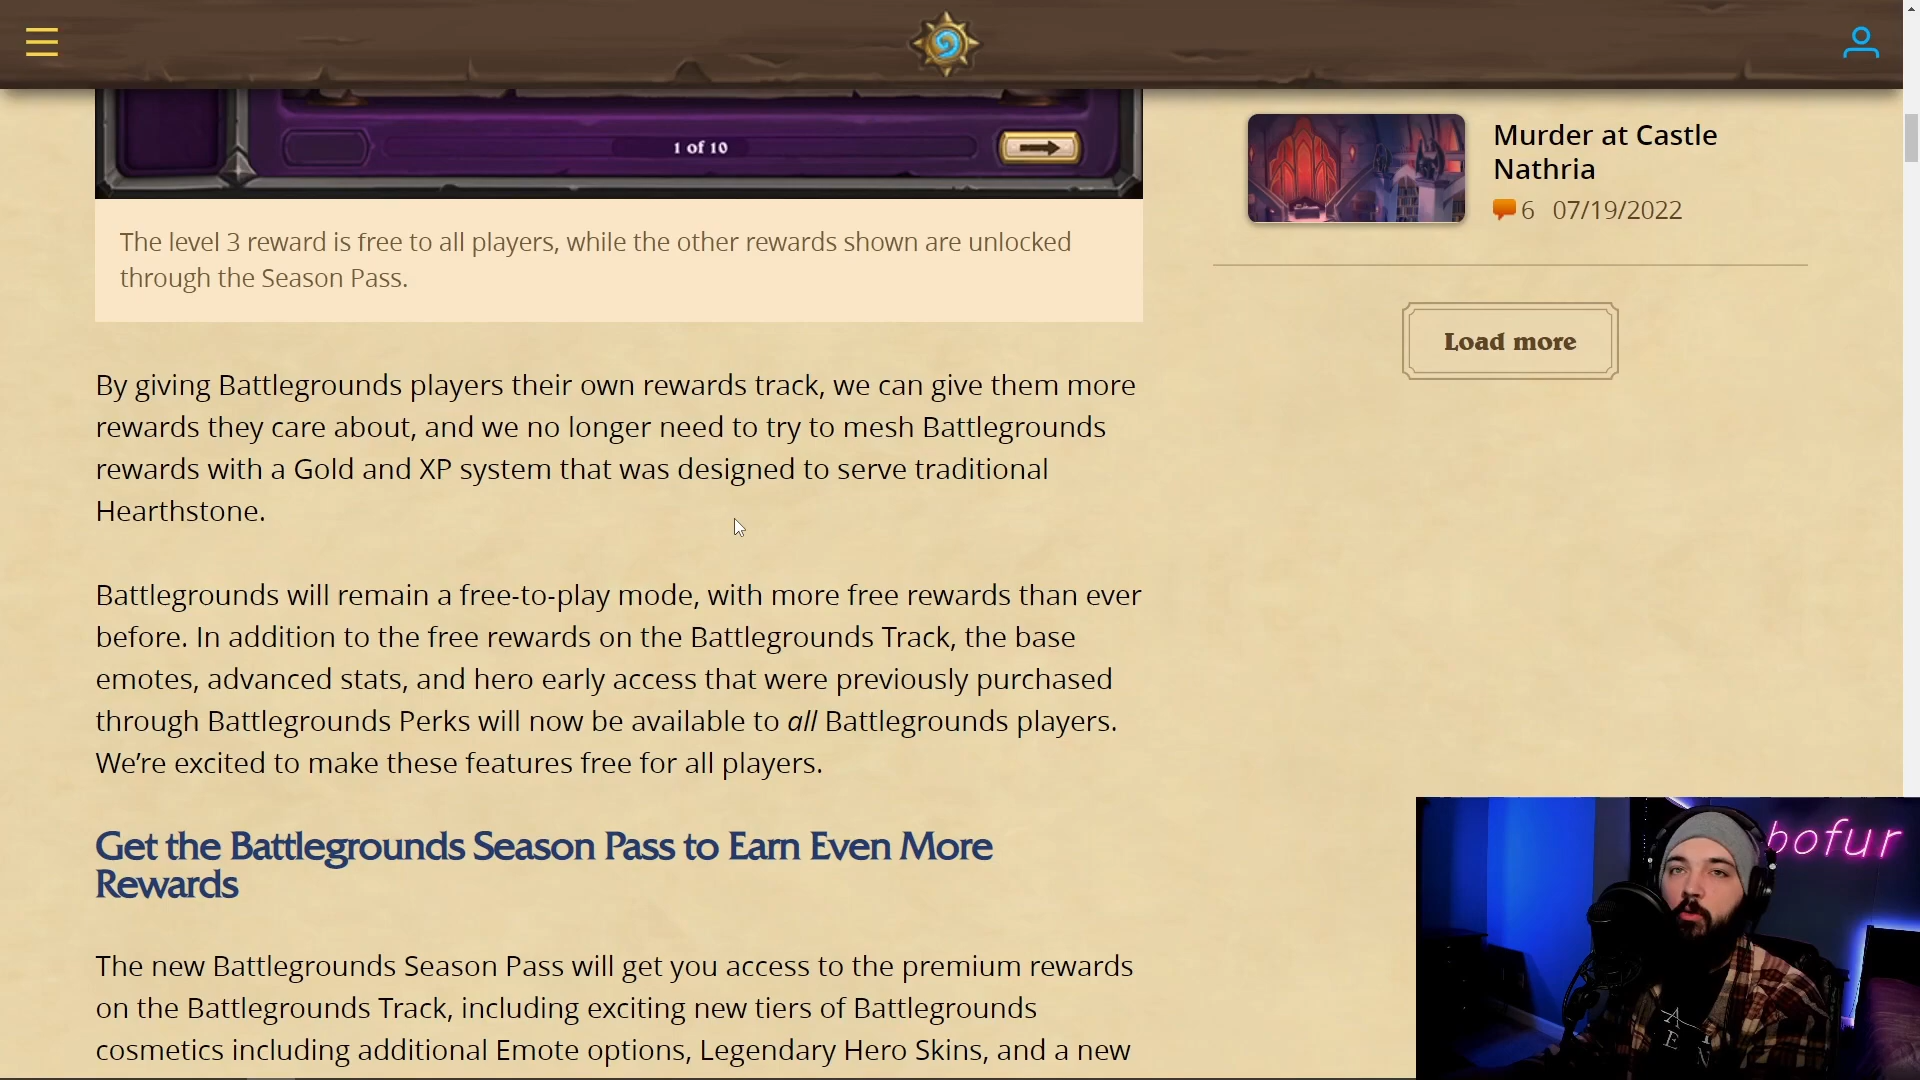 1 of 10
The level 3 reward is free to all players, while the other rewards shown are unlocked
through the Season Pass.
By giving Battlegrounds players their own rewards track, we can give them more
rewards they care about, and we no longer need to try to mesh Battlegrounds
rewards with a Gold and XP system that was designed to serve traditional
Hearthstone.
Battlegrounds will remain a free-to-play mode, with more free rewards than ever
before. In addition to the free rewards on the Battlegrounds Track, the base
emotes, advanced stats, and hero early access that were previously purchased
through Battlegrounds Perks will now be available to all Battlegrounds players.
We’re excited to make these features free for all players.
Get the Battlegrounds Season Pass to Earn Even More
Rewards
The new Battlegrounds Season Pass will get you access to the premium rewards
on the Battlegrounds Track, including exciting new tiers of Battlegrounds
cosmetics including additional Emote options, Legendary Hero Skins, and a new
Murder at Castle
Nathria
6 07/19/2022
Load more
bofur